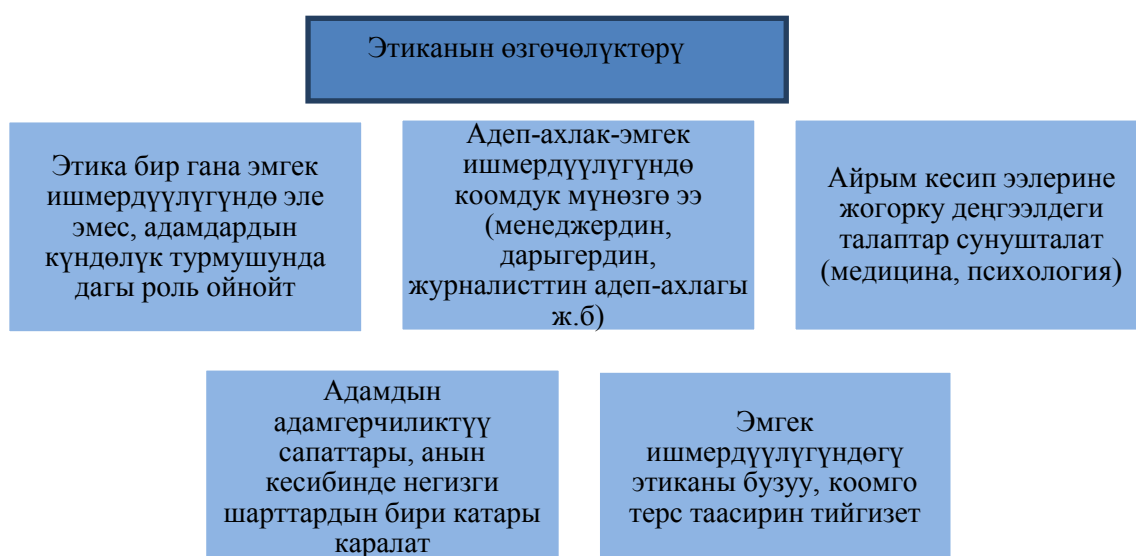 Этиканын өзгөчөлүктөрү
Этика бир гана эмгек
ишмердүүлүгүндө эле
эмес, адамдардын
күндөлүк турмушунда
дагы роль ойнойт
Адеп-ахлак-эмгек
ишмердүүлүгүндө
коомдук мүнөзгө ээ
(менеджердин,
дарыгердин,
журналисттин адеп-ахлагы
ж.б)
Айрым кесип ээлерине
жогорку деңгээлдеги
талаптар сунушталат
(медицина, психология)
Адамдын
адамгерчиликтүү
сапаттары, анын
кесибинде негизги
шарттардын бири катары
каралат
Эмгек
ишмердүүлүгүндөгү
этиканы бузуу, коомго
терс таасирин тийгизет